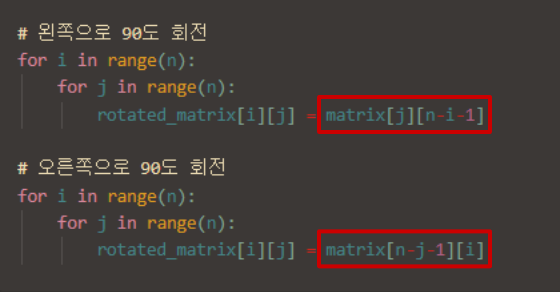 # 왼쪽으로 90도 회전
for i in range(n):
for j in range(n):
rotated_matrix[i][j] = matrix[j][n-i-1]
# 오른쪽으로 90도 회전
for i in range(n):
for j in range(n):
rotated_matrix[i][j] = matrix[n-j-1][i]